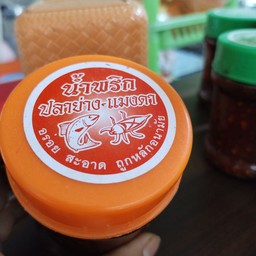 น้ำพริก
ปลาย่าง-แมงดา
อร่อย สะอาด ถูกหลักอนามัย